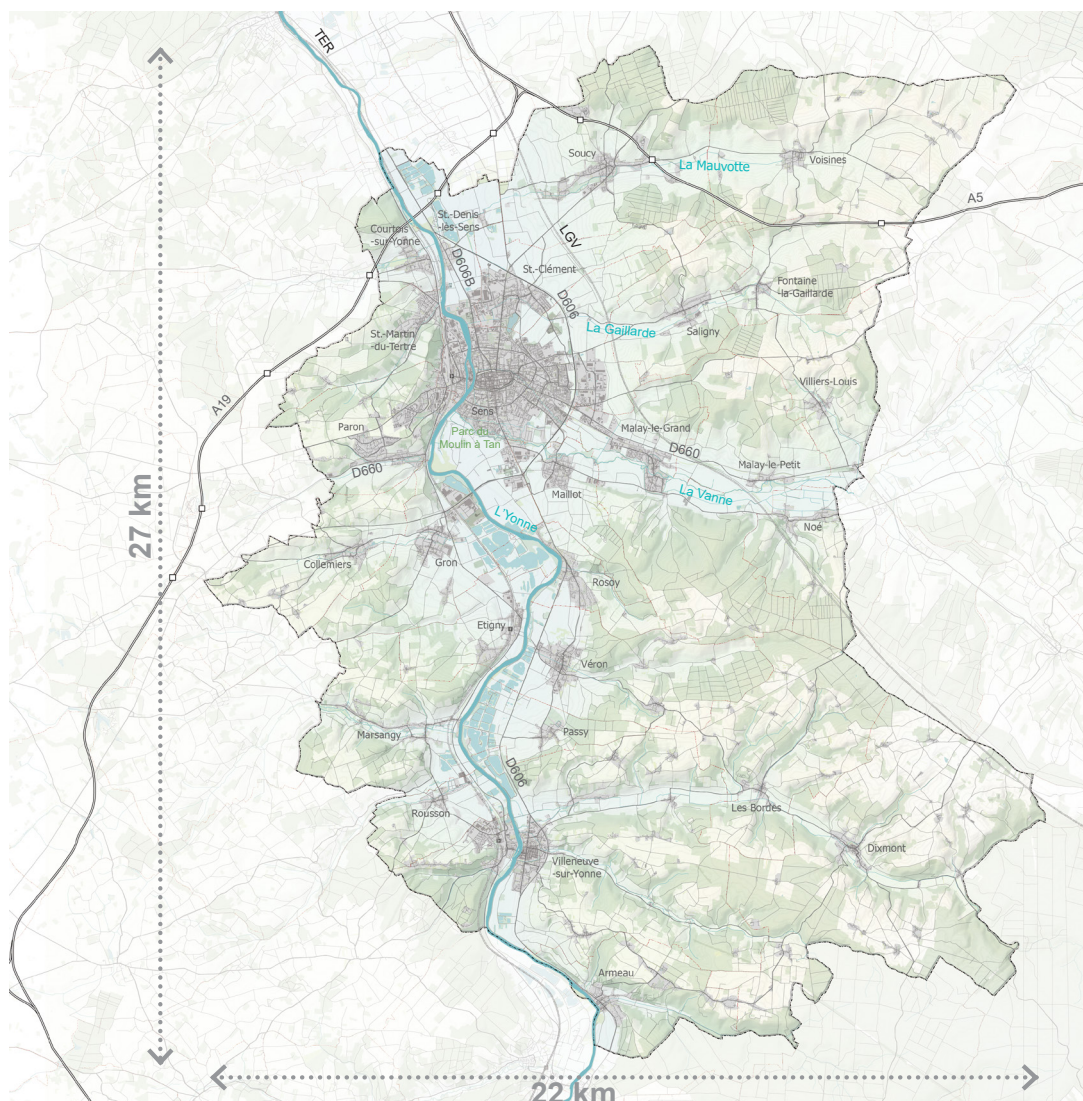 TER
Soucy
La Mauvotte
Voisines
A5
St.-Denis
-lès-Sens
Courtois
-sur-Yonne
LGV
D606B
St.-Clément
D606
Fontaine
-la-Gaillarde
La Gaillarde
Saligny
St.-Martin
-du-Tertre
Villiers-Louis
A19
Sens
Paron
Parc du
Moulin à Tan
Malay-le-Grand
D660
D660
Malay-le-Petit
Maillot
La Vanne
L'Yonne
Noé
27 km
Collemiers
Gron
Rosoy
Etigny
Véron
Marsangy
Passy
D606
Les Bordes
Rousson
Dixmont
Villeneuve
-sur-Yonne
Armeau
22 km